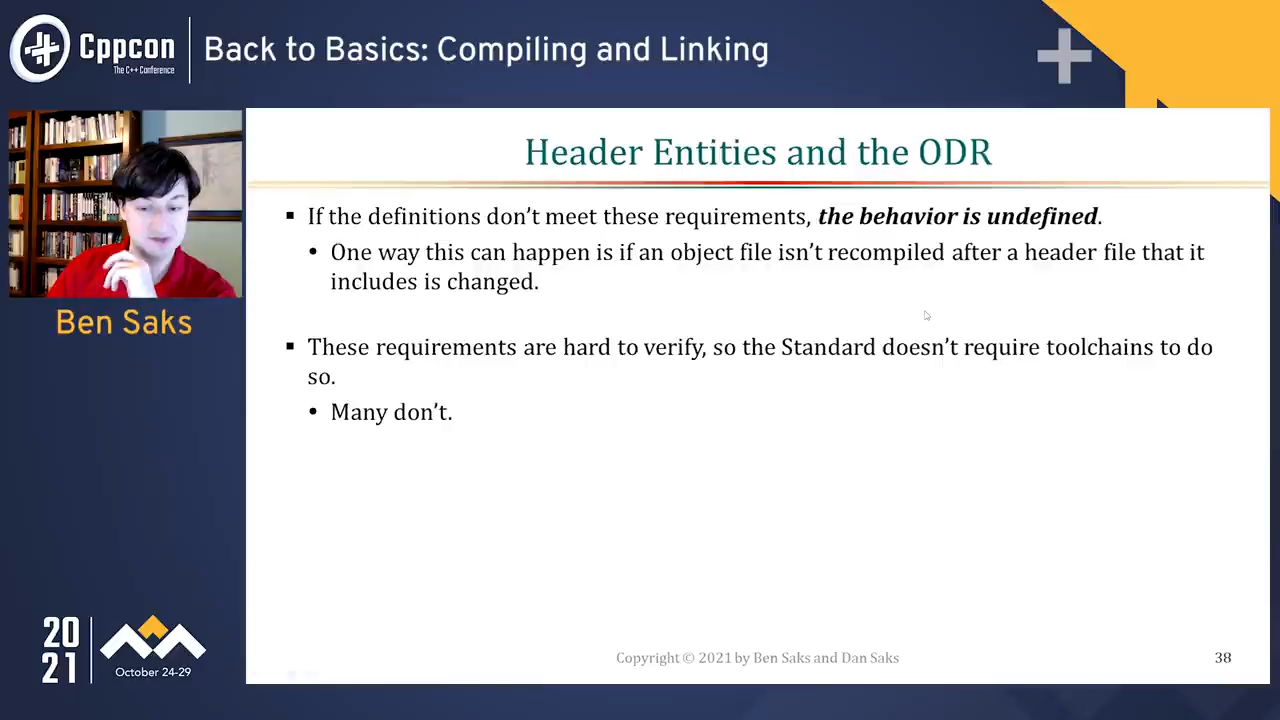 Cppcon
The C++ Conference
Back to Basics: Compiling and Linking
Header Entities and the ODR
▪ If the definitions don’t meet these requirements, the behavior is undefined.
• One way this can happen is if an object file isn’t recompiled after a header file that it
includes is changed.
▪ These requirements are hard to verify, so the Standard doesn’t require toolchains to do
so.
• Many don’t.
Ben Saks
20
21
October 24-29
Copyright © 2021 by Ben Saks and Dan Saks
38